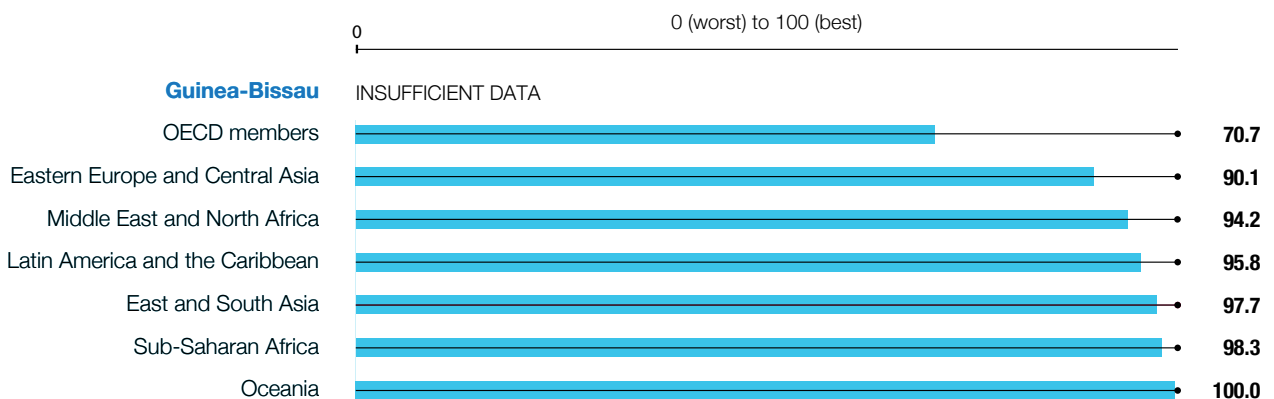 0 (worst) to 100 (best)
0
Guinea-Bissau INSUFFICIENT DATA
OECD members 70.7
Eastern Europe and Central Asia 90.1
Middle East and North Africa 94.2
Latin America and the Caribbean 95.8
East and South Asia 97.7
Sub-Saharan Africa 98.3
Oceania 100.0